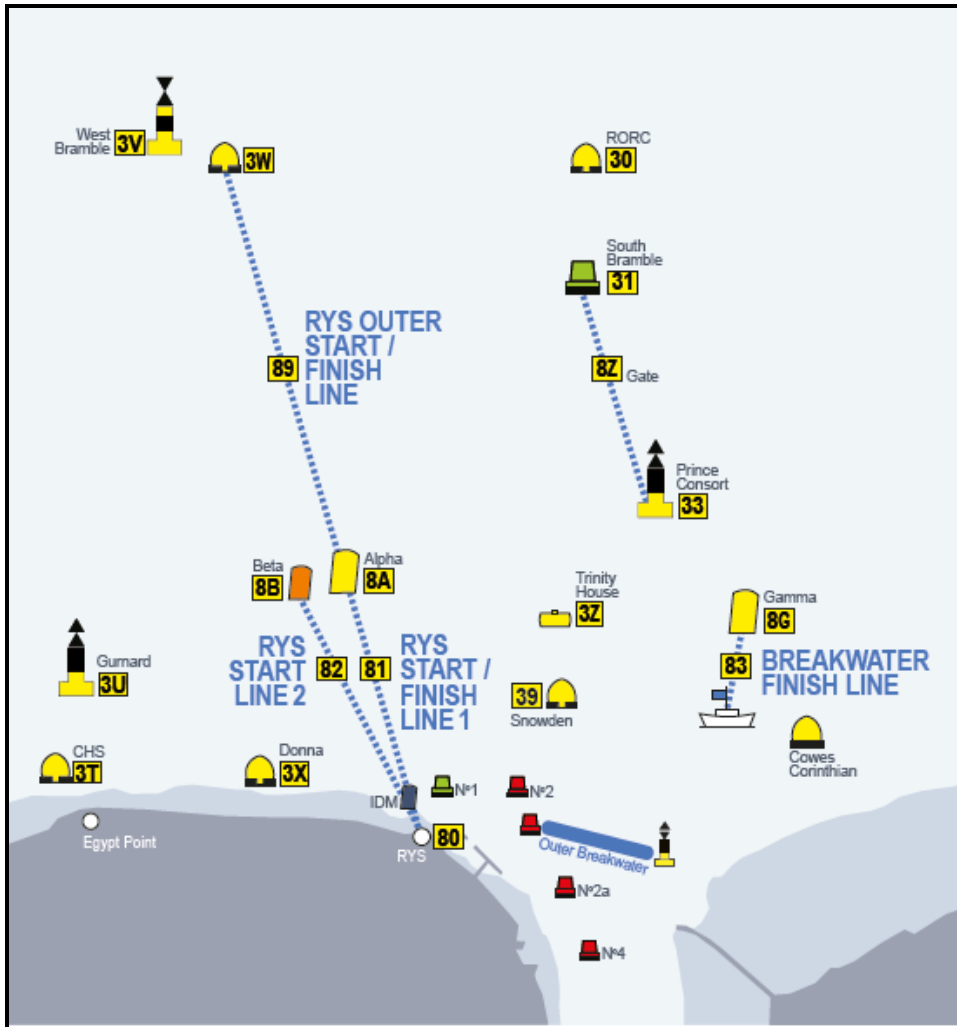 West
Bramble
3V
3W
RORC
30
South
Bramble
31
RYS OUTER
START /
FINISH
LINE
89
8Z
Gate
Prince
Consort
33
Beta
8B
Alpha
8A
Trinity
House
3Z
Gamma
8G
Gurnard
3U
RYS
START
LINE 2
82
81
RYS
START /
FINISH
LINE 1
83
BREAKWATER
FINISH LINE
39
Snowden
Cowes
Corinthian
CHS
3T
Donna
3X
IDM
Nº1
Nº2
Egypt Point
RYS
80
Outer Breakwater
Nº2a
Nº4